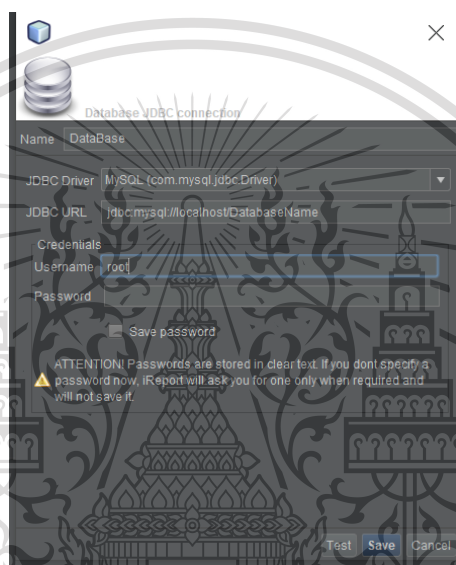 Database JDBC connection
Name DataBase
JDBC Driver MySQL (com.mysql.jdbc.Driver)
JDBC URL jdbc:mysql://localhost/DatabaseName
Credentials
Username root
Password
Save password
ATTENTION! Passwords are stored in clear text. If you dont specify a
password now, iReport will ask you for one only when required and
will not save it.
Test Save Cancel